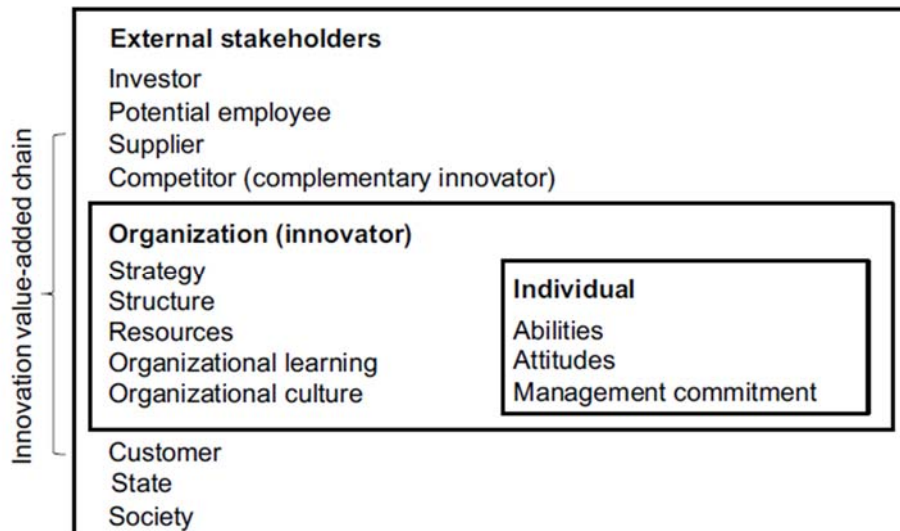 Innovation value-added chain
External stakeholders
Investor
Potential employee
Supplier
Competitor (complementary innovator)
Organization (innovator)
Strategy
Structure
Resources
Organizational learning
Organizational culture
Individual
Abilities
Attitudes
Management commitment
Customer
State
Society